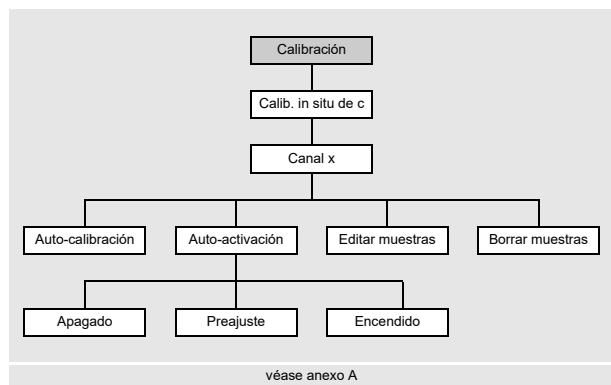 Calibración
Calib. in situ de c
Canal x
Auto-calibración
Auto-activación
Editar muestras
Borrar muestras
Apagado
Preajuste
Encendido
véase anexo A